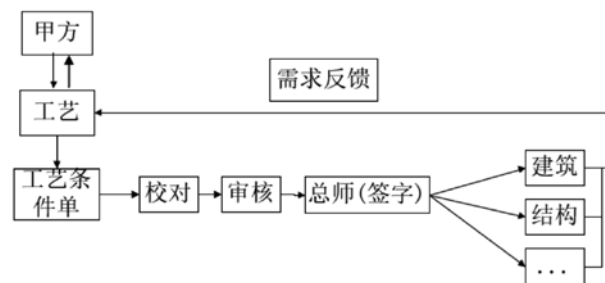 甲方
需求反馈
工艺
工艺条
件单
校对
审核
总师(签字)
建筑
结构
...